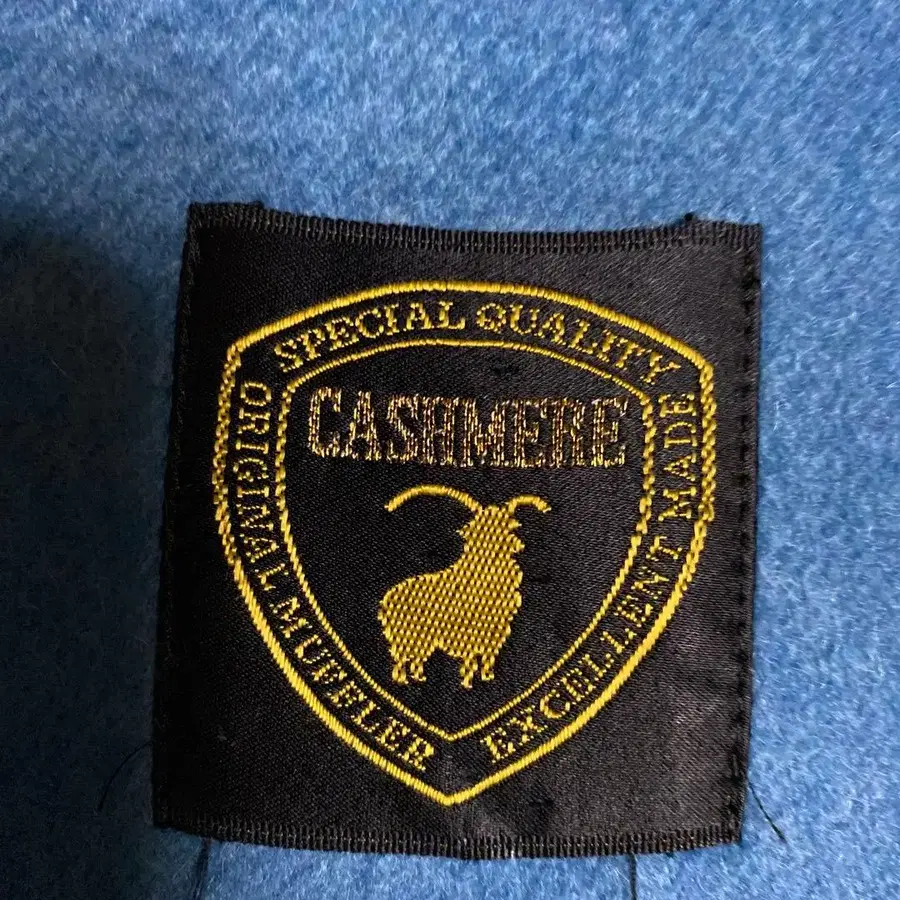 SPECIAL QUALITY
CASHMERE
ORIGINAL MUFFLER
EXCELLENT MADE